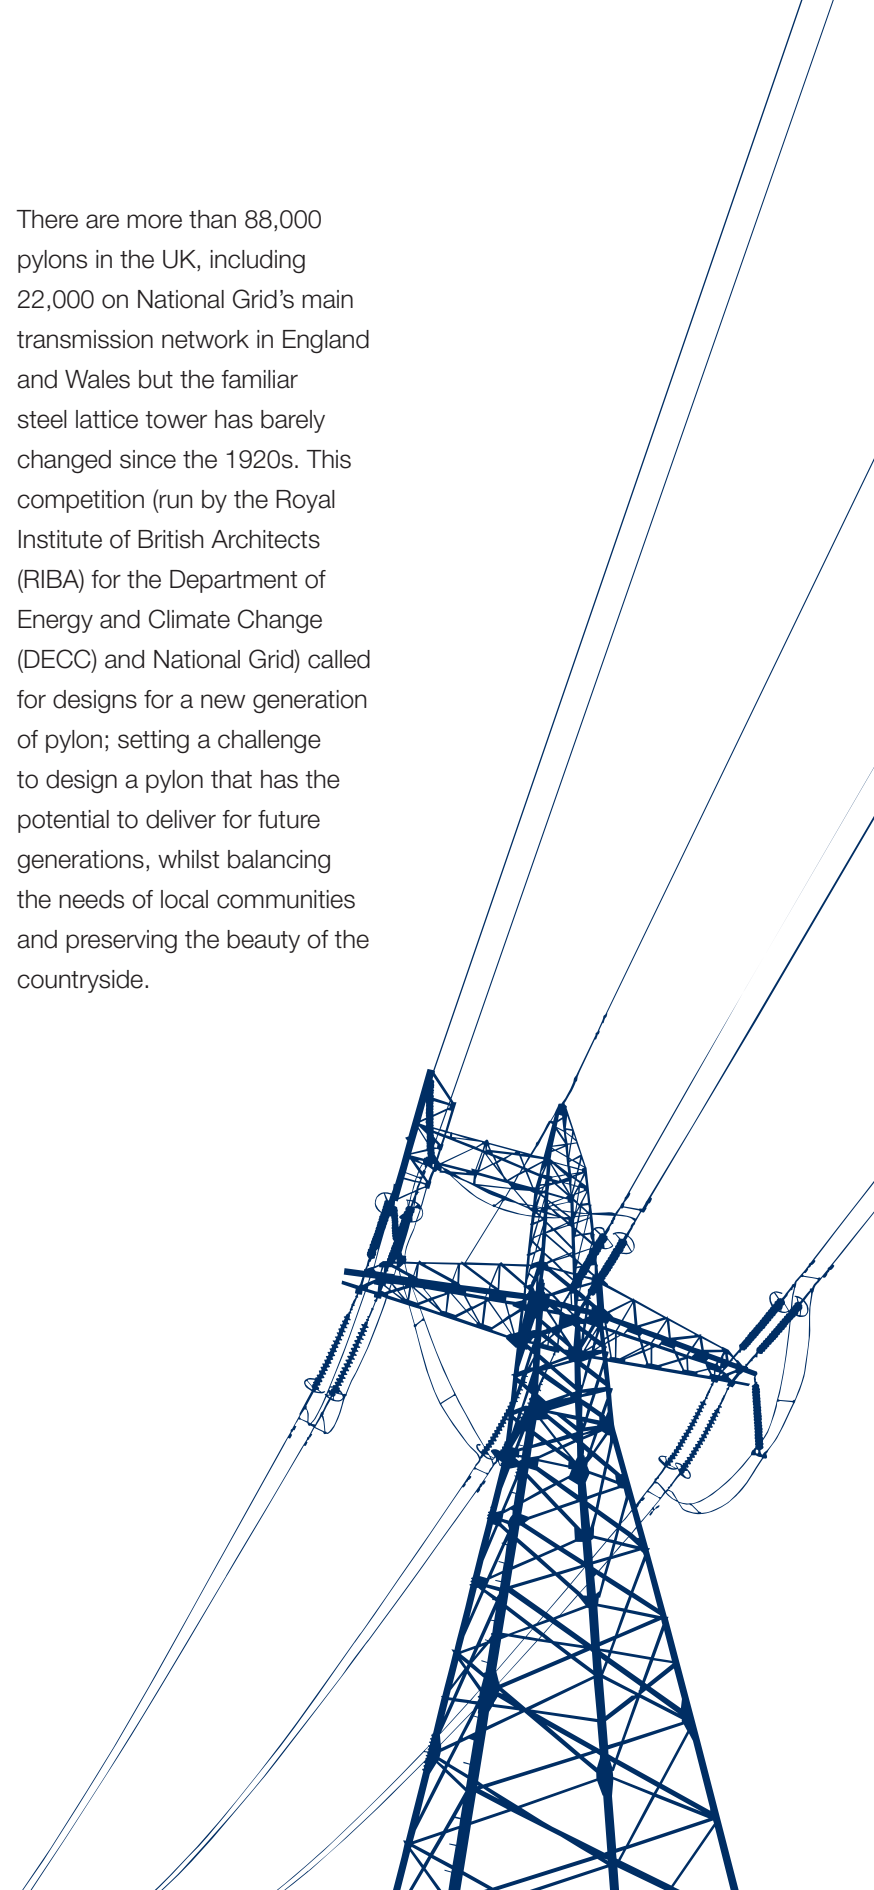 There are more than 88,000
pylons in the UK, including
22,000 on National Grid’s main
transmission network in England
and Wales but the familiar
steel lattice tower has barely
changed since the 1920s. This
competition (run by the Royal
Institute of British Architects
(RIBA) for the Department of
Energy and Climate Change
(DECC) and National Grid) called
for designs for a new generation
of pylon; setting a challenge
to design a pylon that has the
potential to deliver for future
generations, whilst balancing
the needs of local communities
and preserving the beauty of the
countryside.